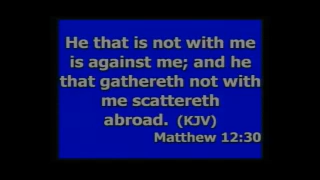 He that is not with me
is against me; and he
that gathereth not with
me scattereth
abroad. (KJV)
Matthew 12:30